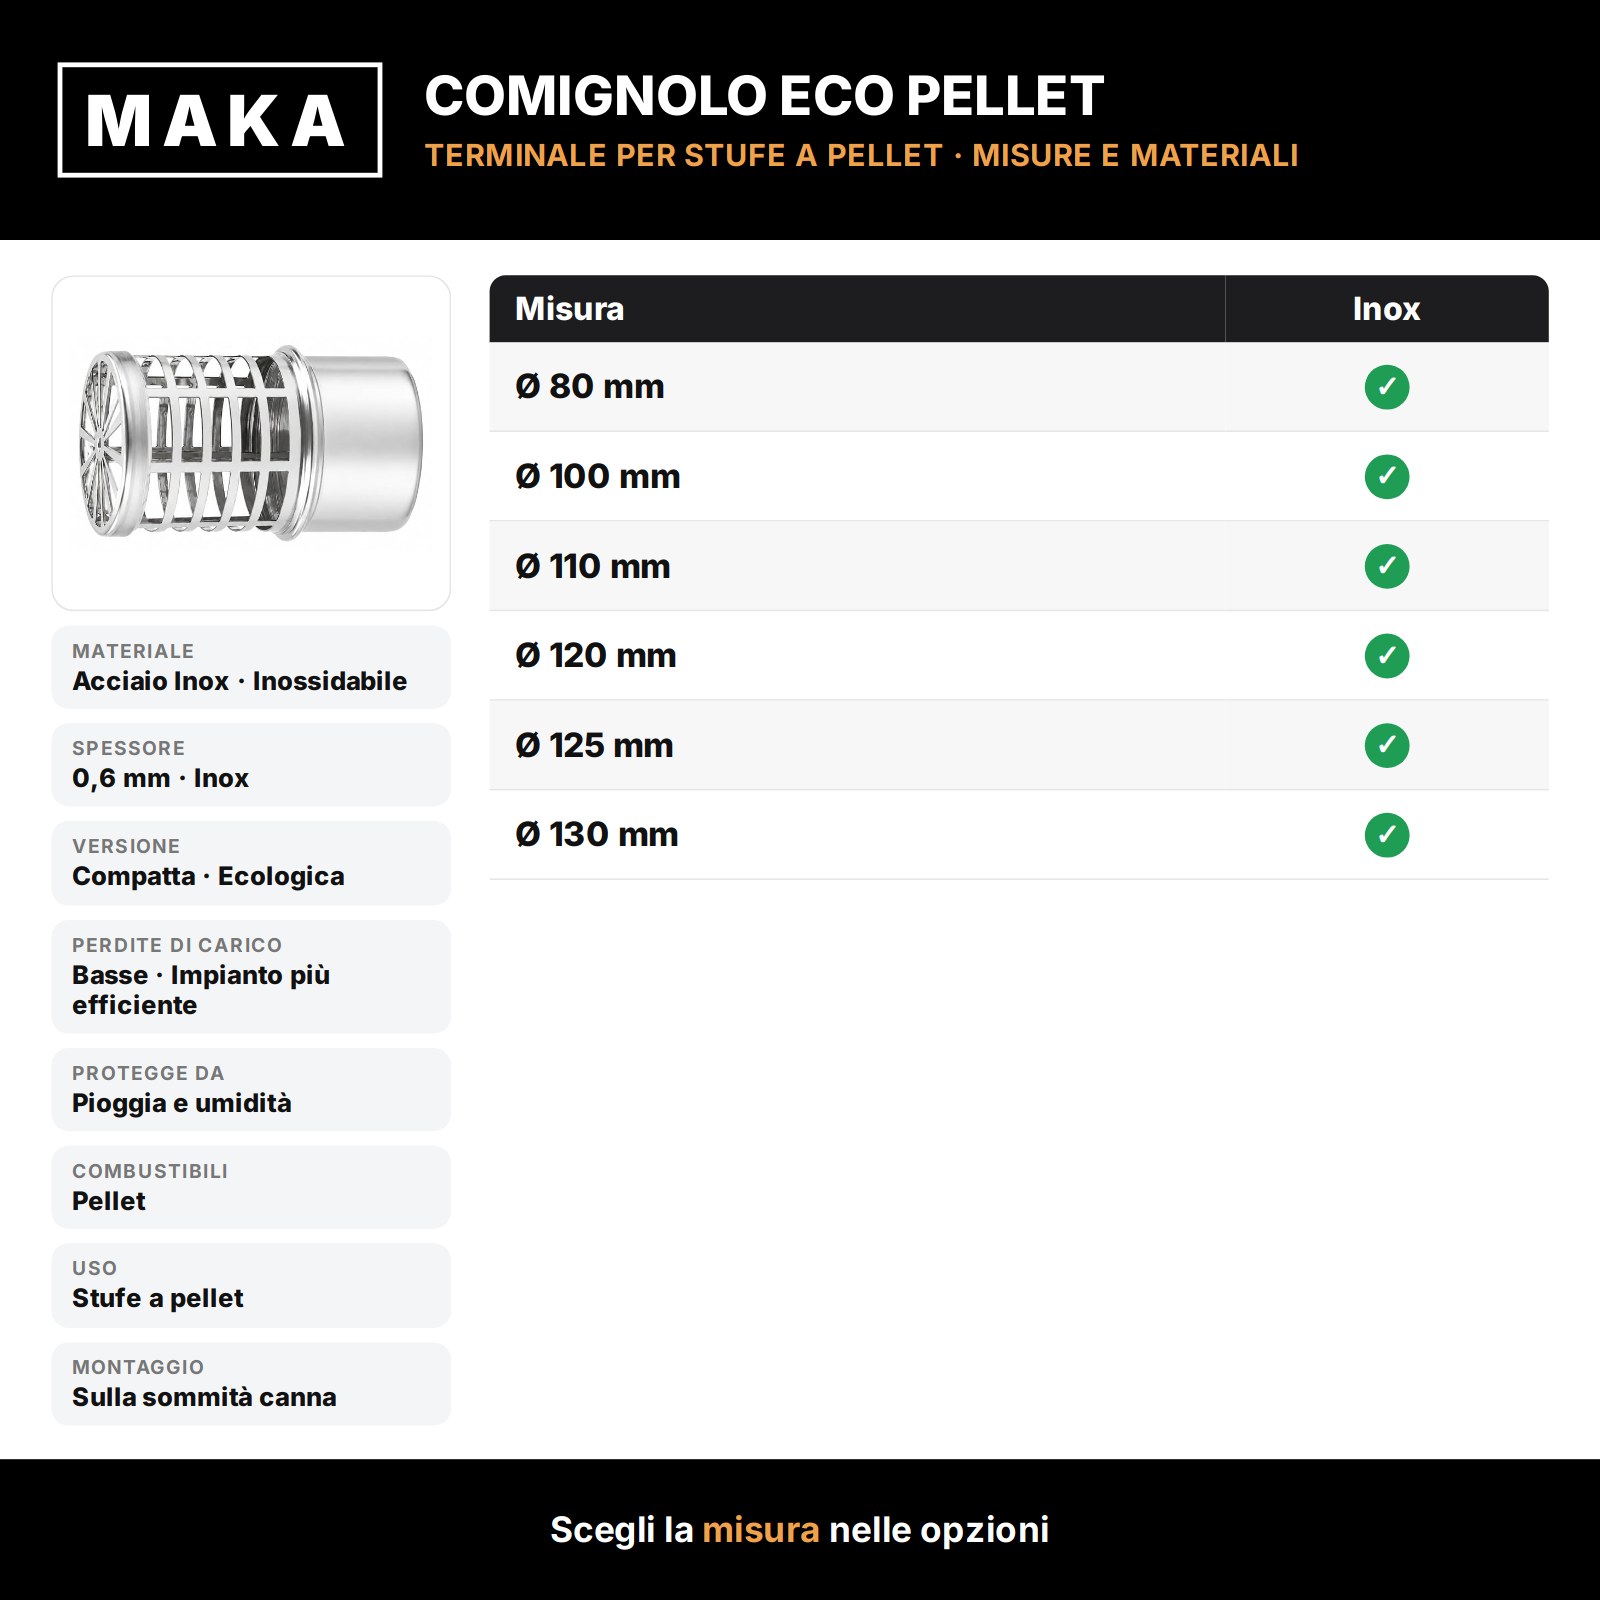 MAKA
COMIGNOLO ECO PELLET
TERMINALE PER STUFE A PELLET · MISURE E MATERIALI
MATERIALE
Acciaio Inox · Inossidabile
SPESSORE
0,6 mm · Inox
VERSIONE
Compatta · Ecologica
PERDITE DI CARICO
Basse · Impianto più
efficiente
PROTEGGE DA
Pioggia e umidità
COMBUSTIBILI
Pellet
USO
Stufe a pellet
MONTAGGIO
Sulla sommità canna
Misura Inox
Ø 80 mm ✓
Ø 100 mm ✓
Ø 110 mm ✓
Ø 120 mm ✓
Ø 125 mm ✓
Ø 130 mm ✓
Scegli la misura nelle opzioni